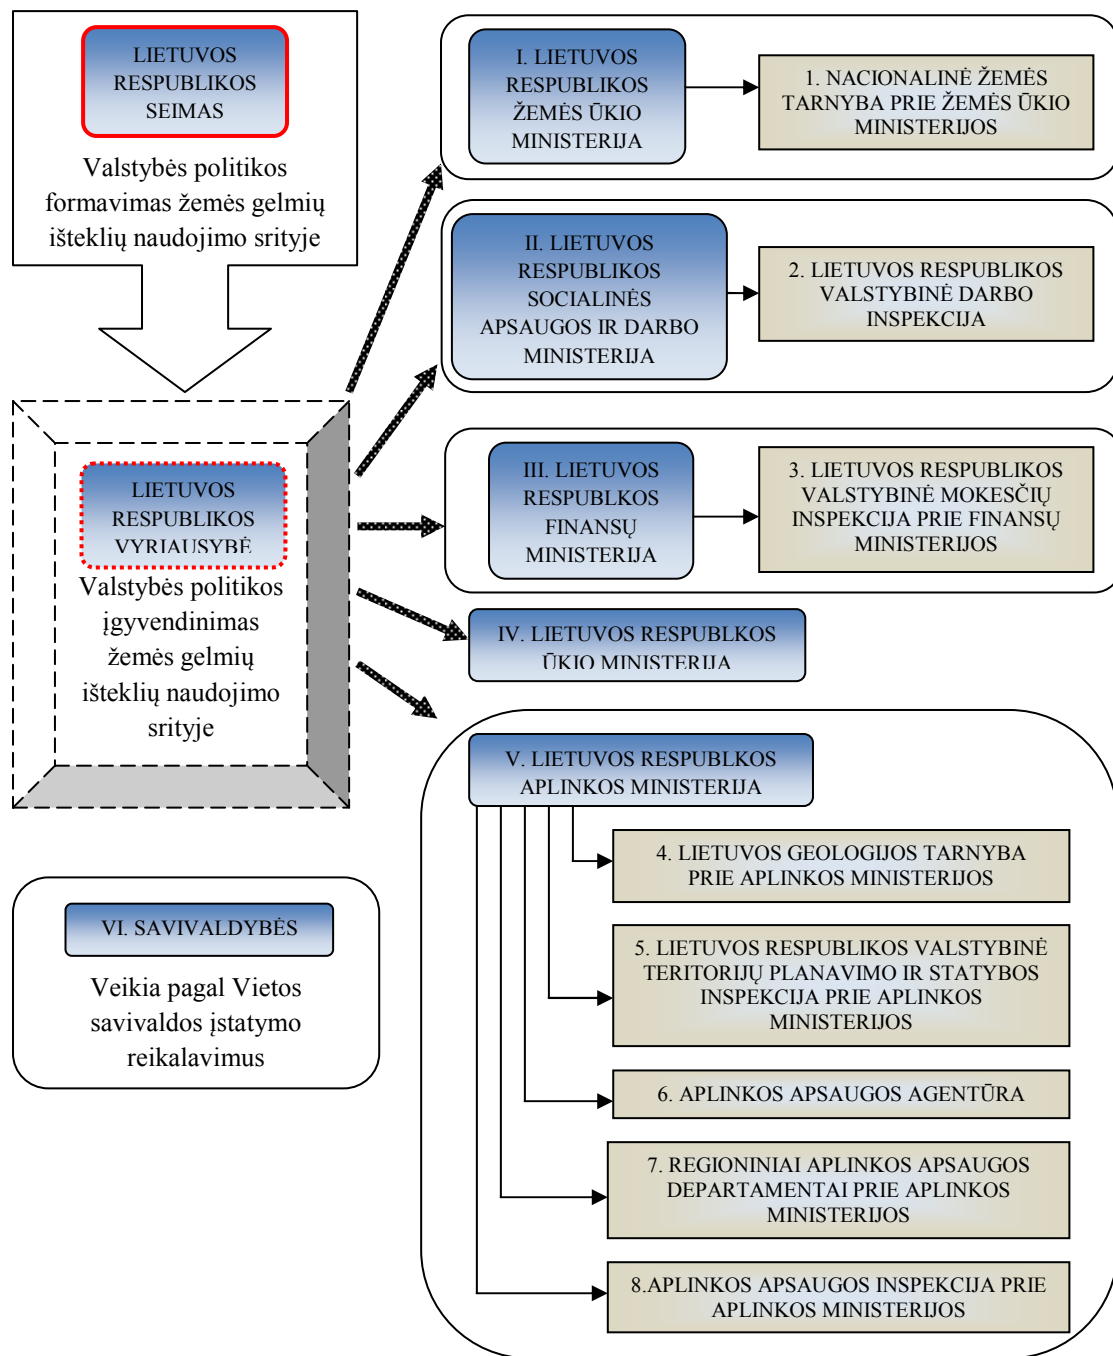 LIETUVOS
RESPUBLIKOS
SEIMAS
Valstybės politikos
formavimas žemės gelmių
išteklių naudojimo srityje
LIETUVOS
RESPUBLIKOS
VYRIAUSYBĖ
Valstybės politikos
įgyvendinimas
žemės gelmių
išteklių naudojimo
srityje
VI. SAVIVALDYBĖS
Veikia pagal Vietos
savivaldos įstatymo
reikalavimus
I. LIETUVOS
RESPUBLIKOS
ŽEMĖS ŪKIO
MINISTERIJA
1. NACIONALINĖ ŽEMĖS
TARNYBA PRIE ŽEMĖS ŪKIO
MINISTERIJOS
II. LIETUVOS
RESPUBLIKOS
SOCIALINĖS
APSAUGOS IR DARBO
MINISTERIJA
2. LIETUVOS RESPUBLIKOS
VALSTYBINĖ DARBO
INSPEKCIJA
III. LIETUVOS
RESPUBLKOS
FINANSŲ
MINISTERIJA
3. LIETUVOS RESPUBLIKOS
VALSTYBINĖ MOKESČIŲ
INSPEKCIJA PRIE FINANSŲ
MINISTERIJOS
IV. LIETUVOS RESPUBLKOS
ŪKIO MINISTERIJA
V. LIETUVOS RESPUBLKOS
APLINKOS MINISTERIJA
4. LIETUVOS GEOLOGIJOS TARNYBA
PRIE APLINKOS MINISTERIJOS
5. LIETUVOS RESPUBLIKOS VALSTYBINĖ
TERITORIJŲ PLANAVIMO IR STATYBOS
INSPEKCIJA PRIE APLINKOS
MINISTERIJOS
6. APLINKOS APSAUGOS AGENTŪRA
7. REGIONINIAI APLINKOS APSAUGOS
DEPARTAMENTAI PRIE APLINKOS
MINISTERIJOS
8.APLINKOS APSAUGOS INSPEKCIJA PRIE
APLINKOS MINISTERIJOS